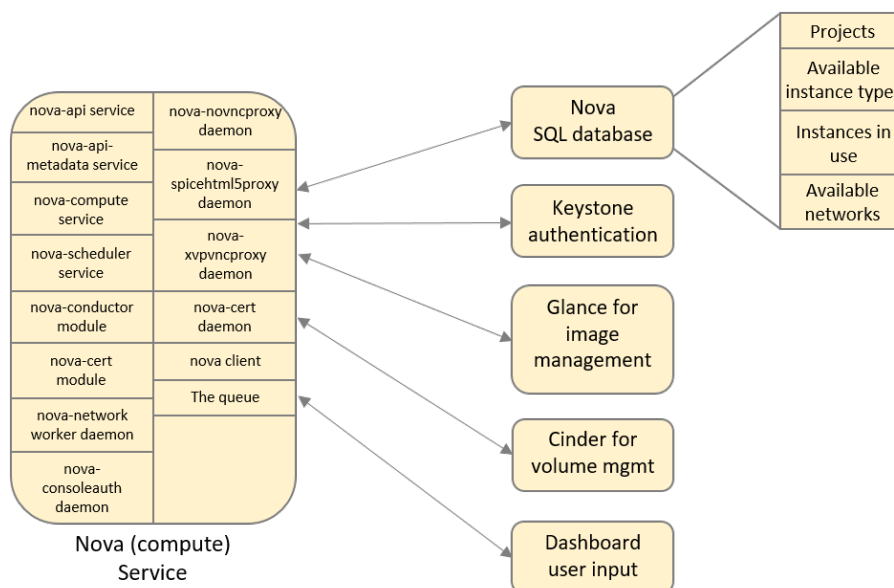 nova-api service
nova-api-
metadata service
nova-compute
service
nova-scheduler
service
nova-conductor
module
nova-cert
module
nova-network
worker daemon
nova-
consoleauth
daemon
nova-novncproxy
daemon
nova-
spicehtml5proxy
daemon
nova-
xvpvncproxy
daemon
nova-cert
daemon
nova client
The queue
Nova (compute)
Service
Nova
SQL database
Keystone
authentication
Glance for
image
management
Cinder for
volume mgmt
Dashboard
user input
Projects
Available
instance type
Instances in
use
Available
networks